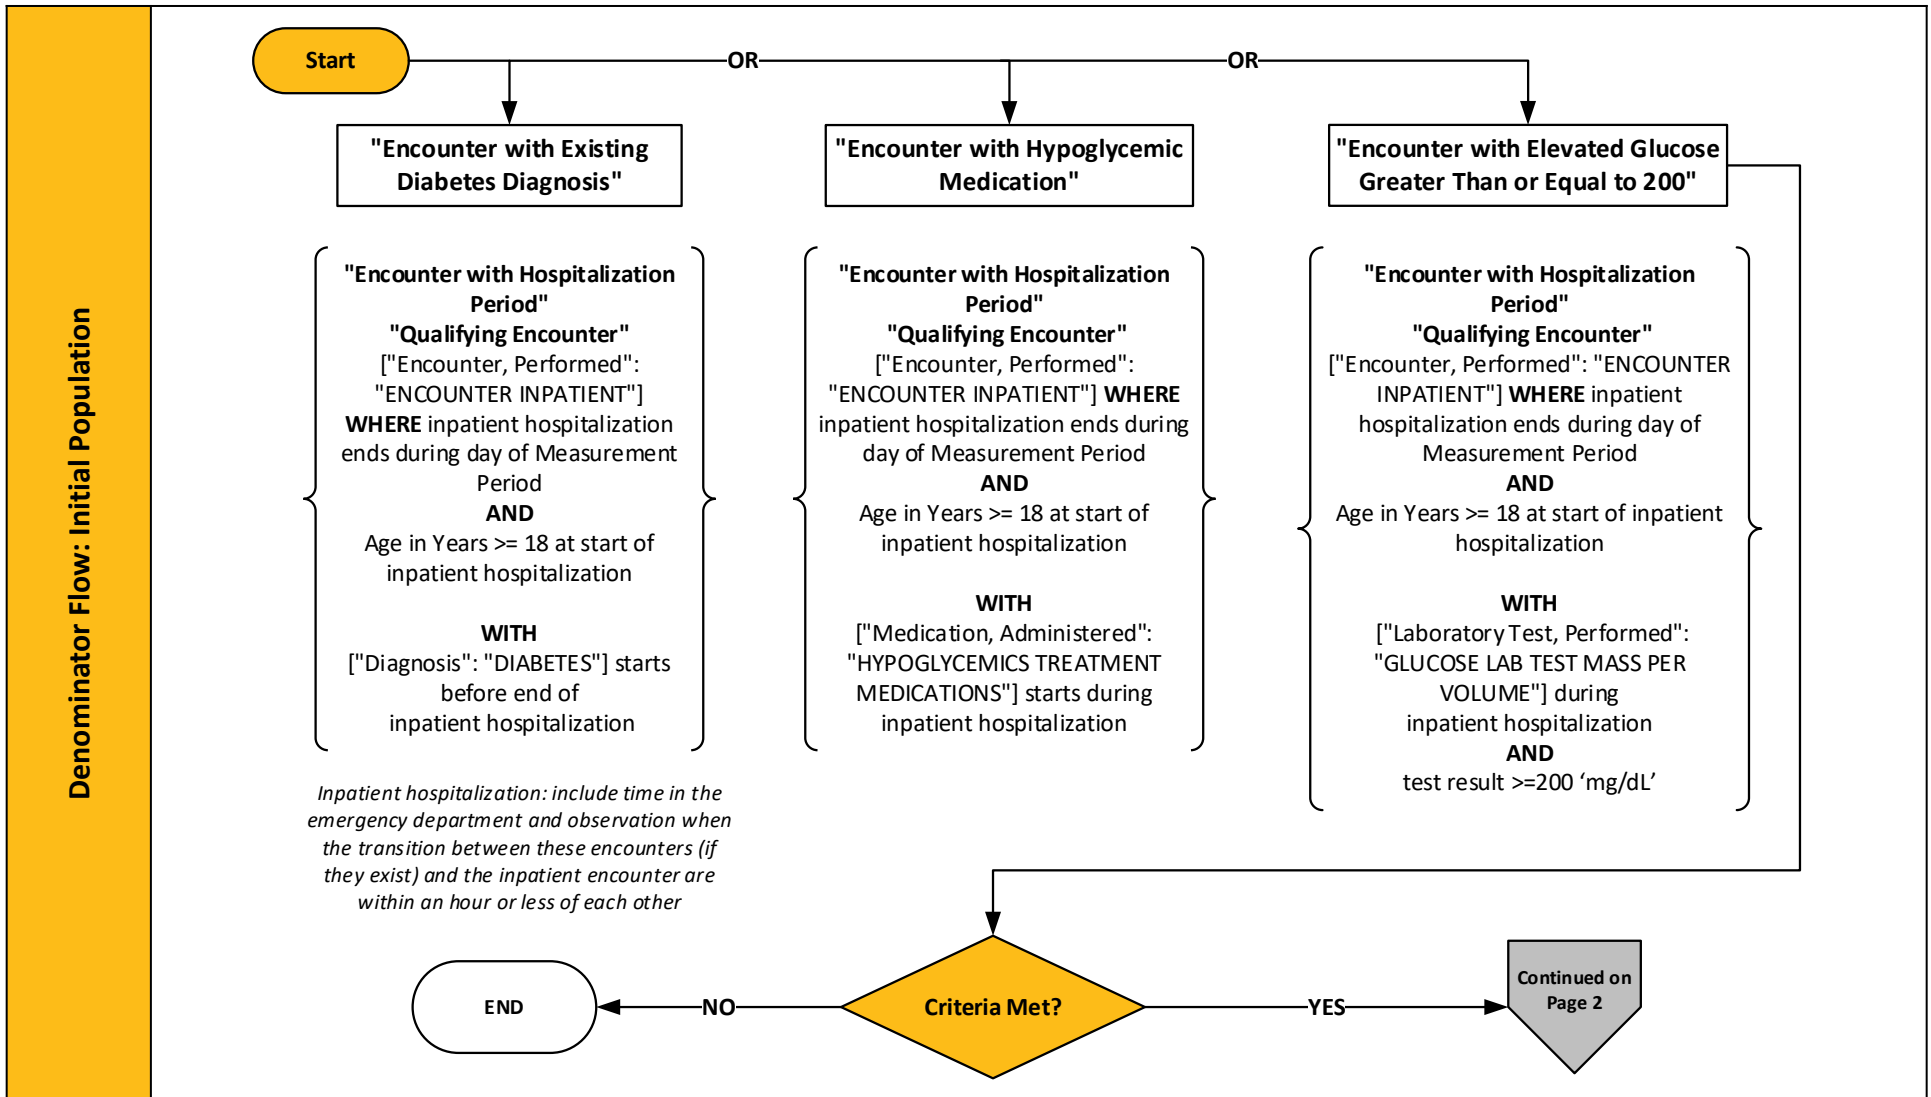 Denominator Flow: Initial Population
Start
OR
OR
"Encounter with Existing
Diabetes Diagnosis"
"Encounter with Hypoglycemic
Medication"
"Encounter with Elevated Glucose
Greater Than or Equal to 200"
"Encounter with Hospitalization
Period"
"Qualifying Encounter"
["Encounter, Performed":
"ENCOUNTER INPATIENT"]
WHERE inpatient hospitalization
ends during day of Measurement
Period
AND
Age in Years >= 18 at start of
inpatient hospitalization
WITH
["Diagnosis": "DIABETES"] starts
before end of
inpatient hospitalization
"Encounter with Hospitalization
Period"
"Qualifying Encounter"
["Encounter, Performed":
"ENCOUNTER INPATIENT"] WHERE
inpatient hospitalization ends during
day of Measurement Period
AND
Age in Years >= 18 at start of
inpatient hospitalization
WITH
["Medication, Administered":
"HYPOGLYCEMICS TREATMENT
MEDICATIONS"] starts during
inpatient hospitalization
"Encounter with Hospitalization
Period"
"Qualifying Encounter"
["Encounter, Performed": "ENCOUNTER
INPATIENT"] WHERE inpatient
hospitalization ends during day of
Measurement Period
AND
Age in Years >= 18 at start of inpatient
hospitalization
WITH
["Laboratory Test, Performed":
"GLUCOSE LAB TEST MASS PER
VOLUME"] during
inpatient hospitalization
AND
test result >=200 ‘mg/dL’
Inpatient hospitalization: include time in the
emergency department and observation when
the transition between these encounters (if
they exist) and the inpatient encounter are
within an hour or less of each other
END
NO
Criteria Met?
YES
Continued on
Page 2